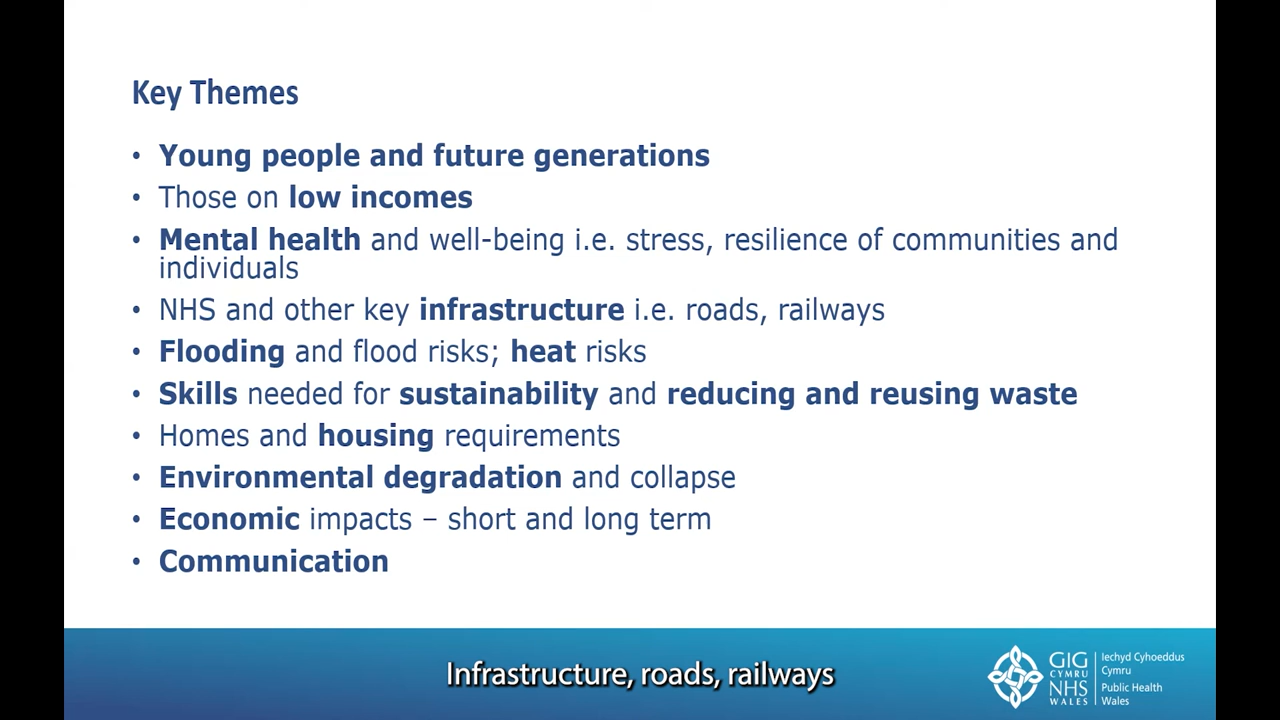 Key Themes
• Young people and future generations
• Those on low incomes
• Mental health and well-being i.e. stress, resilience of communities and
individuals
• NHS and other key infrastructure i.e. roads, railways
• Flooding and flood risks; heat risks
• Skills needed for sustainability and reducing and reusing waste
• Homes and housing requirements
• Environmental degradation and collapse
• Economic impacts – short and long term
• Communication
Infrastructure, roads, railways
GIG
CYMRU
NHS
WALES
Iechyd Cyhoeddus
Cymru
Public Health
Wales